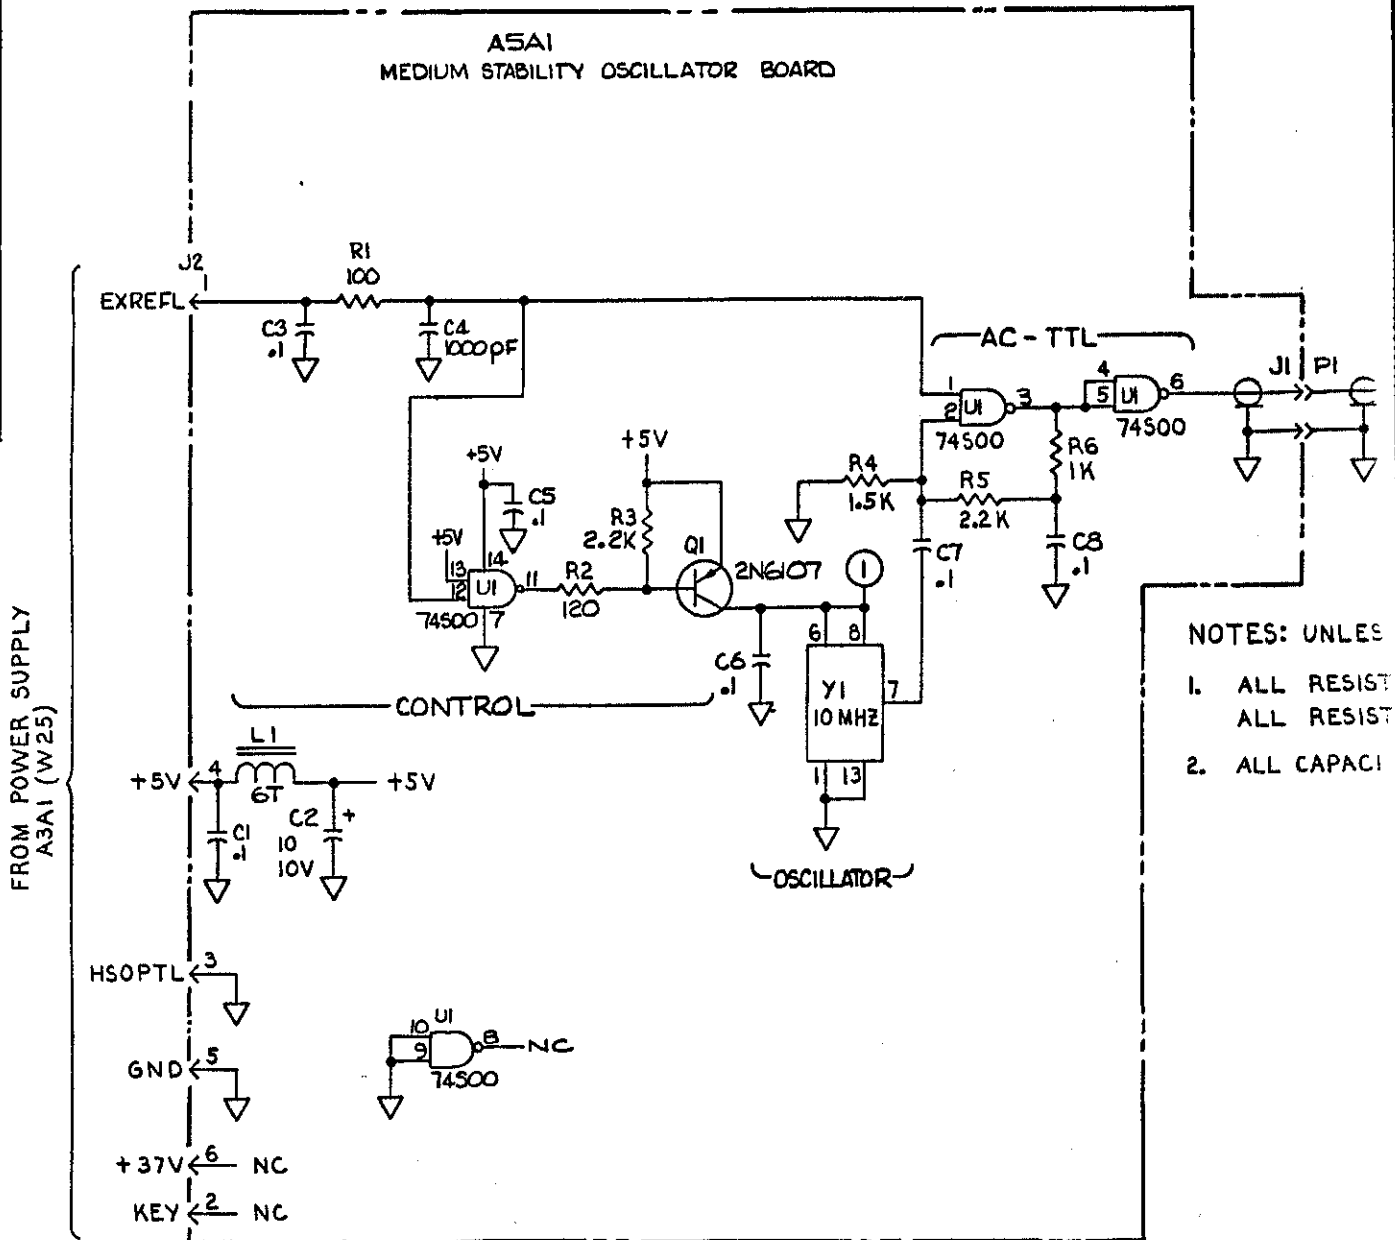 A5A1
MEDIUM STABILITY OSCILLATOR BOARD
J2
1
R1
100
EXREFL
C3
.1
C4
1000pF
AC-TTL
J1 P1
1
2
U1
3
74S00
4
5
U1
6
74S00
+5V
+5V
C5
.1
+5V
13
12
14
U1
11
74S00
7
R2
120
R3
2.2K
Q1
2N6107
1
R4
1.5K
R5
2.2K
R6
1K
C7
.1
C8
.1
C6
.1
6 8
Y1
10 MHZ
7
1 13
CONTROL
OSCILLATOR
NOTES: UNLES
1. ALL RESIST
ALL RESIST
2. ALL CAPACI
FROM POWER SUPPLY
A3A1 (W25)
+5V
4
L1
6T
+5V
C1
.1
C2
+
10
10V
HSOPTL
3
GND
5
U1
10
9
8
NC
74S00
+37V
6
NC
KEY
2
NC